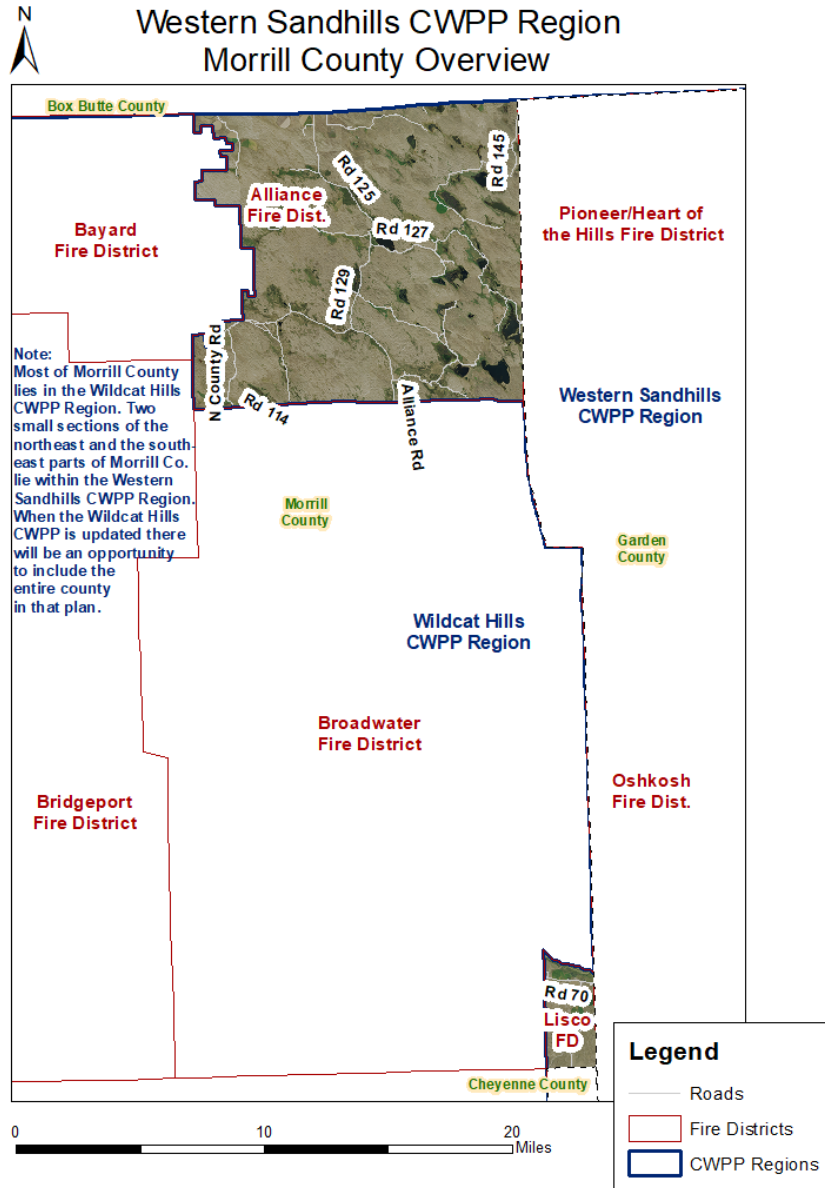 N
Western Sandhills CWPP Region
Morrill County Overview
Box Butte County
Rd 125
Rd 145
Alliance
Fire Dist.
Rd 127
Bayard
Fire District
Pioneer/Heart of
the Hills Fire District
Rd 129
N County Rd
Rd 114
Alliance Rd
Note:
Most of Morrill County
lies in the Wildcat Hills
CWPP Region. Two
small sections of the
northeast and the south-
east parts of Morrill Co.
lie within the Western
Sandhills CWPP Region.
When the Wildcat Hills
CWPP is updated there
will be an opportunity
to include the
entire county
in that plan.
Western Sandhills
CWPP Region
Morrill
County
Garden
County
Wildcat Hills
CWPP Region
Broadwater
Fire District
Bridgeport
Fire District
Oshkosh
Fire Dist.
Rd 70
Lisco
FD
Cheyenne County
Legend
Roads
Fire Districts
CWPP Regions
0
10
20
Miles